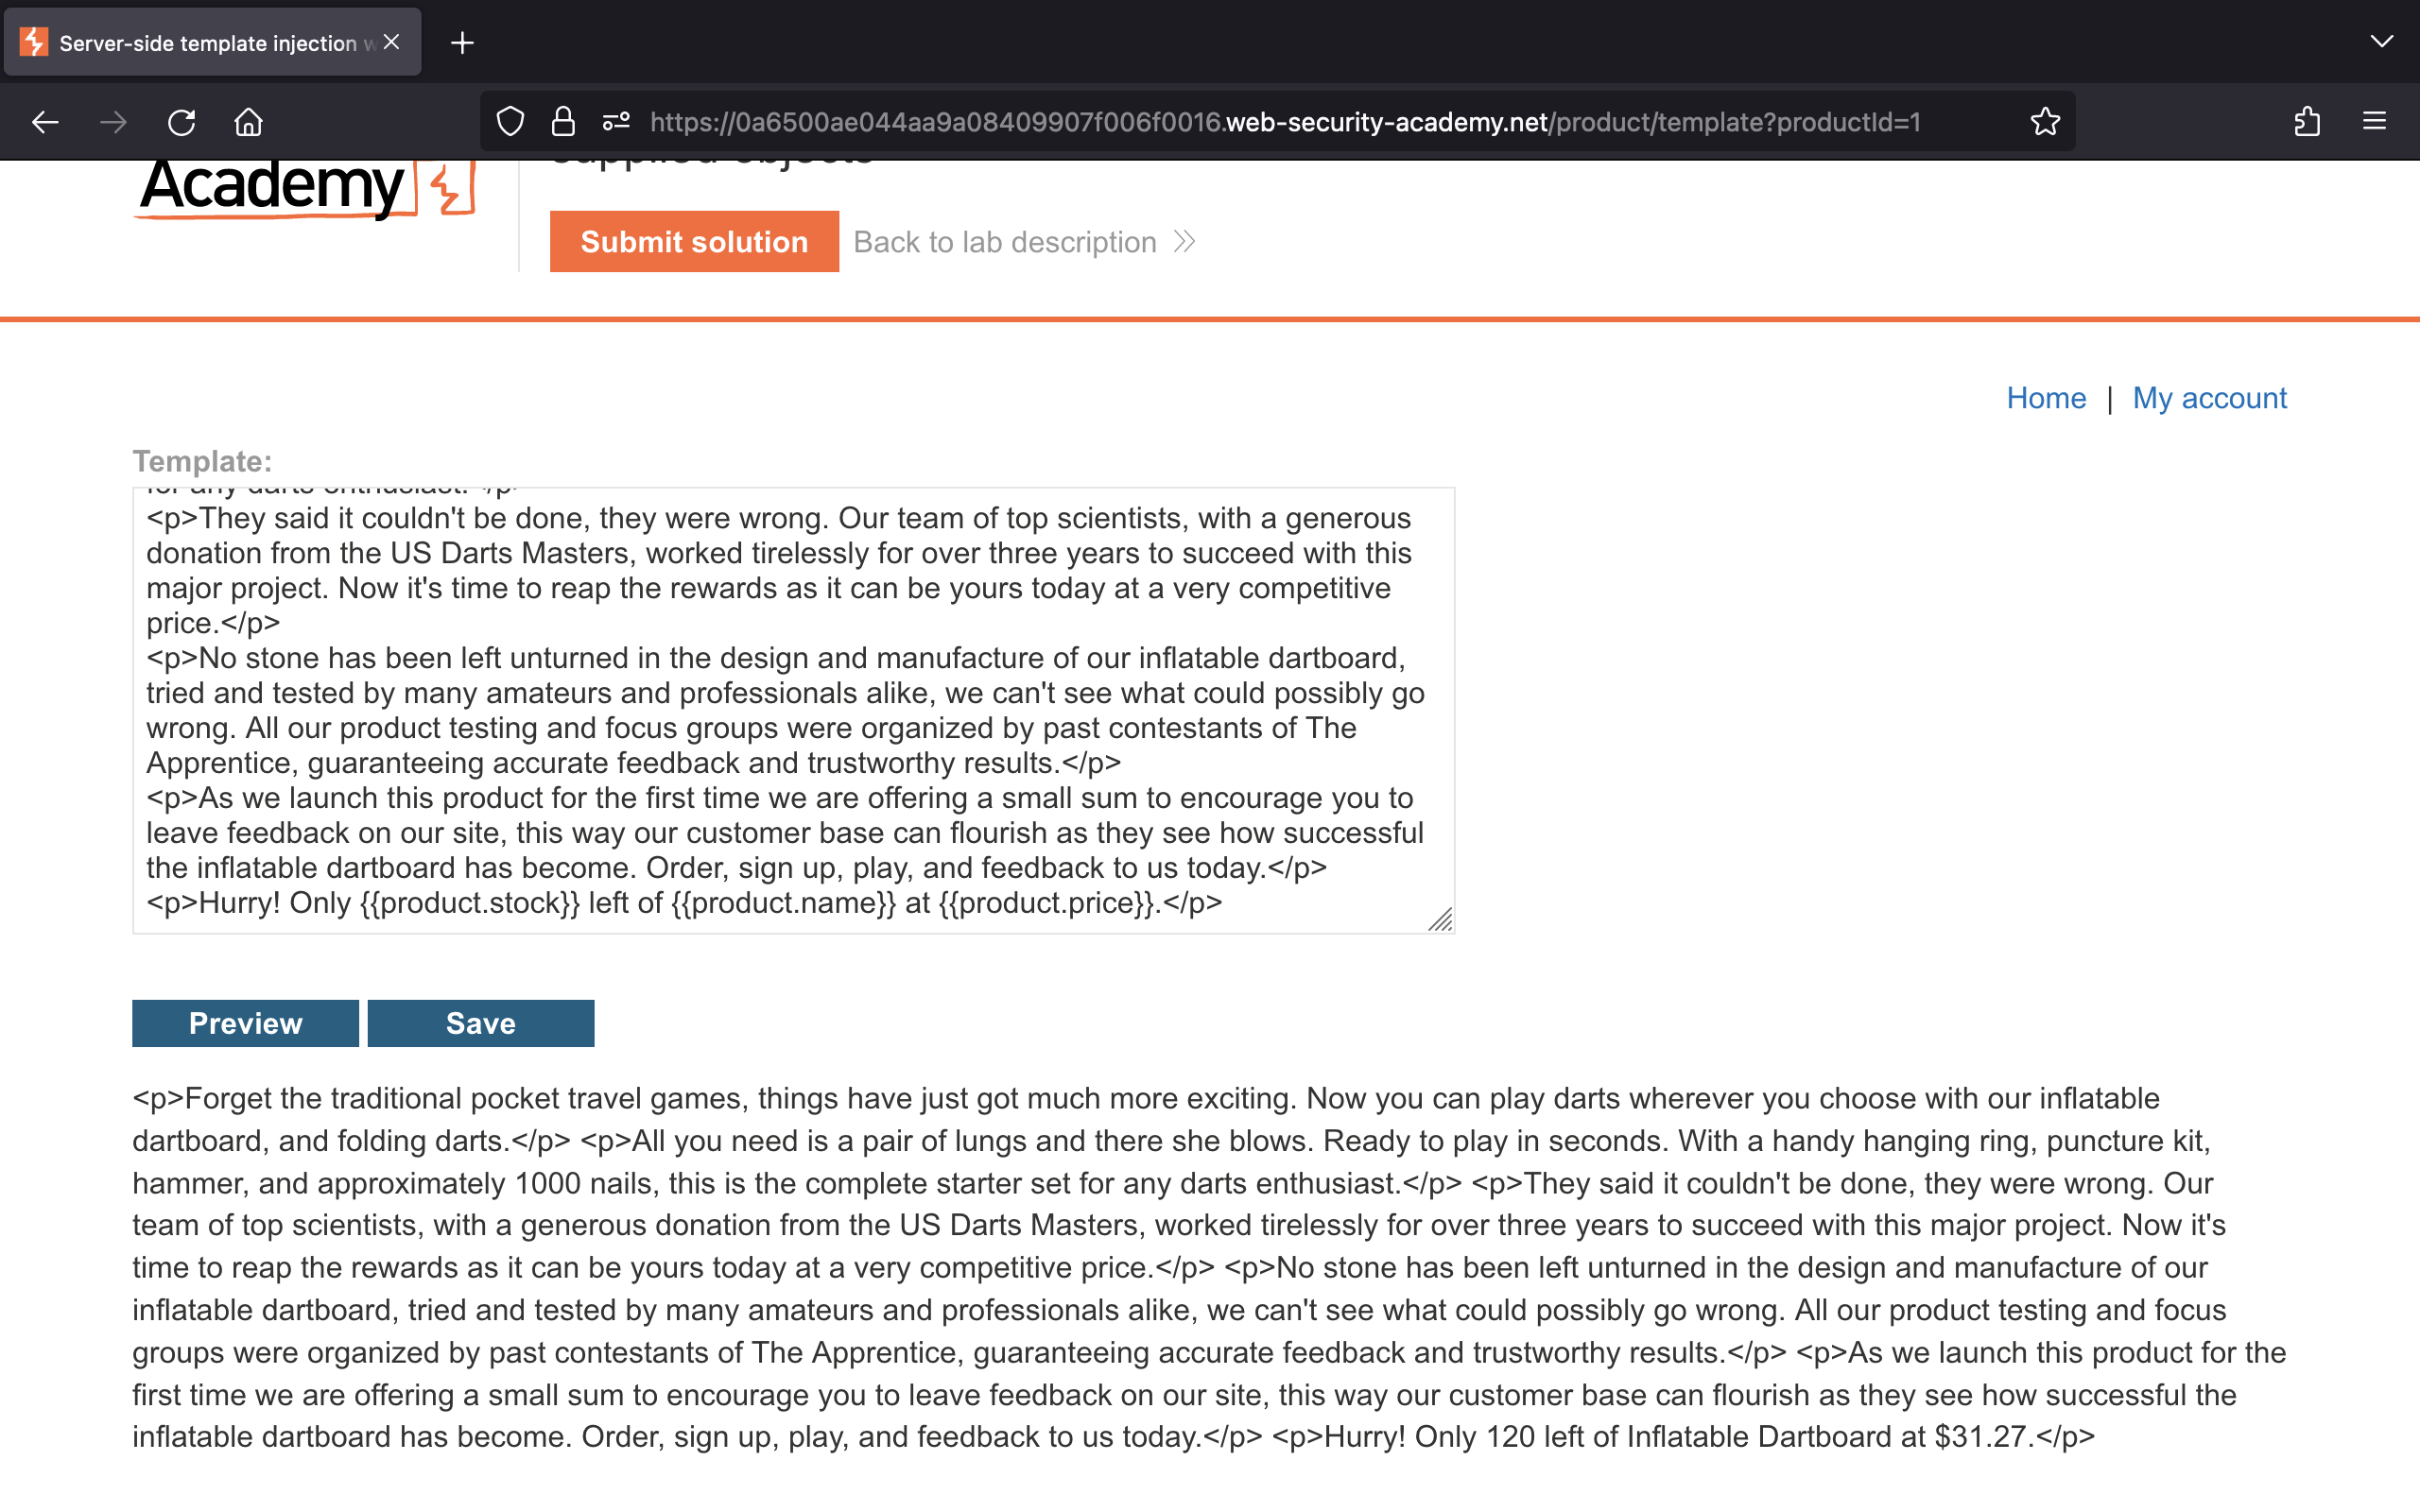 Server-side template injection w
https://0a6500ae044aa9a08409907f006f0016.web-security-academy.net/product/template?productId=1
supplied objects
Academy
Submit solution
Back to lab description
Home | My account
Template:
for any darts enthusiast.</p>
<p>They said it couldn't be done, they were wrong. Our team of top scientists, with a generous
donation from the US Darts Masters, worked tirelessly for over three years to succeed with this
major project. Now it's time to reap the rewards as it can be yours today at a very competitive
price.</p>
<p>No stone has been left unturned in the design and manufacture of our inflatable dartboard,
tried and tested by many amateurs and professionals alike, we can't see what could possibly go
wrong. All our product testing and focus groups were organized by past contestants of The
Apprentice, guaranteeing accurate feedback and trustworthy results.</p>
<p>As we launch this product for the first time we are offering a small sum to encourage you to
leave feedback on our site, this way our customer base can flourish as they see how successful
the inflatable dartboard has become. Order, sign up, play, and feedback to us today.</p>
<p>Hurry! Only {{product.stock}} left of {{product.name}} at {{product.price}}.</p>
Preview
Save
<p>Forget the traditional pocket travel games, things have just got much more exciting. Now you can play darts wherever you choose with our inflatable
dartboard, and folding darts.</p> <p>All you need is a pair of lungs and there she blows. Ready to play in seconds. With a handy hanging ring, puncture kit,
hammer, and approximately 1000 nails, this is the complete starter set for any darts enthusiast.</p> <p>They said it couldn't be done, they were wrong. Our
team of top scientists, with a generous donation from the US Darts Masters, worked tirelessly for over three years to succeed with this major project. Now it's
time to reap the rewards as it can be yours today at a very competitive price.</p> <p>No stone has been left unturned in the design and manufacture of our
inflatable dartboard, tried and tested by many amateurs and professionals alike, we can't see what could possibly go wrong. All our product testing and focus
groups were organized by past contestants of The Apprentice, guaranteeing accurate feedback and trustworthy results.</p> <p>As we launch this product for the
first time we are offering a small sum to encourage you to leave feedback on our site, this way our customer base can flourish as they see how successful the
inflatable dartboard has become. Order, sign up, play, and feedback to us today.</p> <p>Hurry! Only 120 left of Inflatable Dartboard at $31.27.</p>